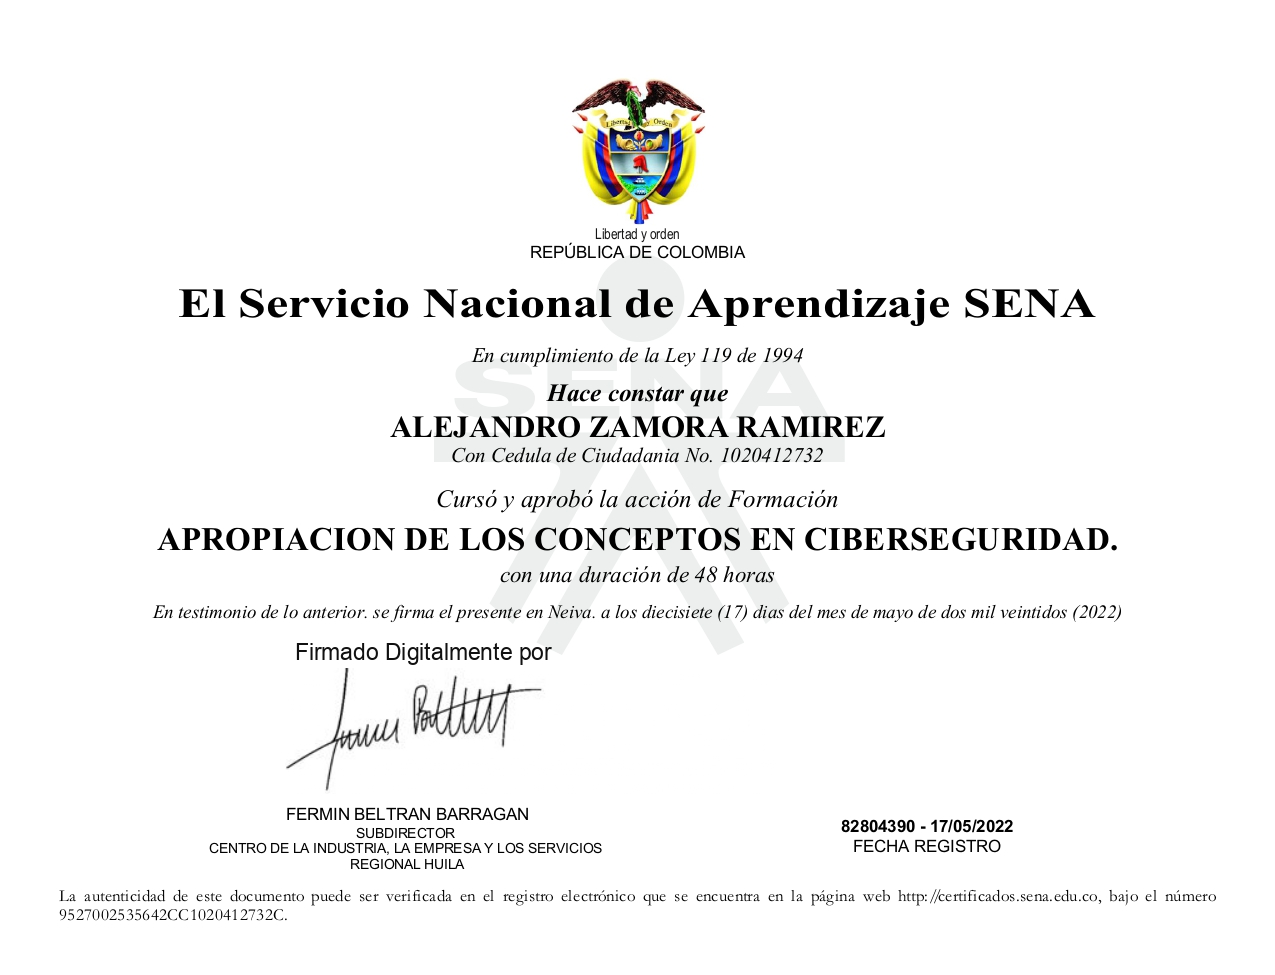 Libertad y Orden
Libertad y orden
REPÚBLICA DE COLOMBIA
El Servicio Nacional de Aprendizaje SENA
En cumplimiento de la Ley 119 de 1994
SENA
Hace constar que
ALEJANDRO ZAMORA RAMIREZ
Con Cedula de Ciudadania No. 1020412732
Cursó y aprobó la acción de Formación
APROPIACION DE LOS CONCEPTOS EN CIBERSEGURIDAD.
con una duración de 48 horas
En testimonio de lo anterior. se firma el presente en Neiva. a los diecisiete (17) dias del mes de mayo de dos mil veintidos (2022)
Firmado Digitalmente por
FERMIN BELTRAN BARRAGAN
SUBDIRECTOR
CENTRO DE LA INDUSTRIA, LA EMPRESA Y LOS SERVICIOS
REGIONAL HUILA
82804390 - 17/05/2022
FECHA REGISTRO
La autenticidad de este documento puede ser verificada en el registro electrónico que se encuentra en la página web http://certificados.sena.edu.co, bajo el número
9527002535642CC1020412732C.